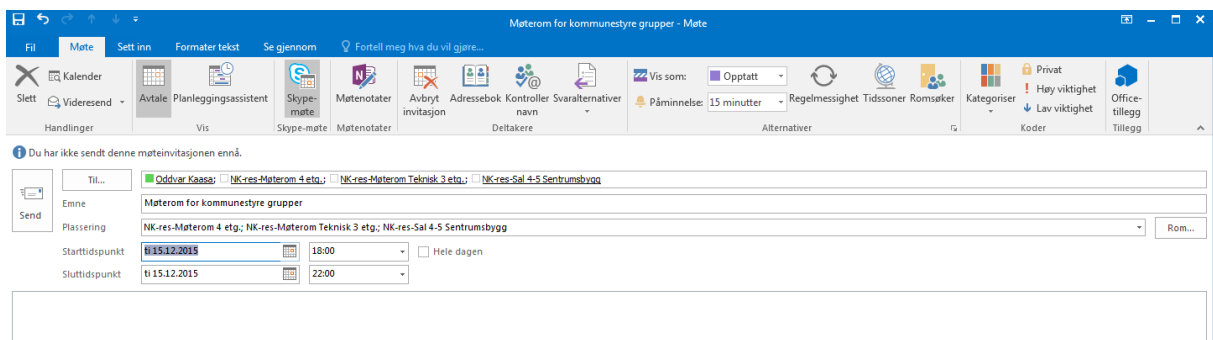 Møterom for kommunestyre grupper - Møte
Fil Møte Sett inn Formater tekst Se gjennom Fortell meg hva du vil gjøre...
Slett
Kalender
Videresend
Handlinger
Avtale Planleggingsassistent
Vis
Skype-
møte
Skype-møte
Møtenotater
Møtenotater
Avbryt
invitasjon
Adressebok
Kontroller
navn
Svaralternativer
Deltakere
Vis som: Opptatt
Påminnelse: 15 minutter
Regelmessighet Tidssoner Romsøker
Alternativer
Kategoriser
Privat
Høy viktighet
Lav viktighet
Koder
Office-
tillegg
Tillegg
Du har ikke sendt denne møteinvitasjonen ennå.
Send
Til... Oddvar Kaasa; NK-res-Møterom 4 etg.; NK-res-Møterom Teknisk 3 etg.; NK-res-Sal 4-5 Sentrumsbygg
Emne Møterom for kommunestyre grupper
Plassering NK-res-Møterom 4 etg.; NK-res-Møterom Teknisk 3 etg.; NK-res-Sal 4-5 Sentrumsbygg Rom...
Starttidspunkt ti 15.12.2015 18:00 Hele dagen
Sluttidspunkt ti 15.12.2015 22:00